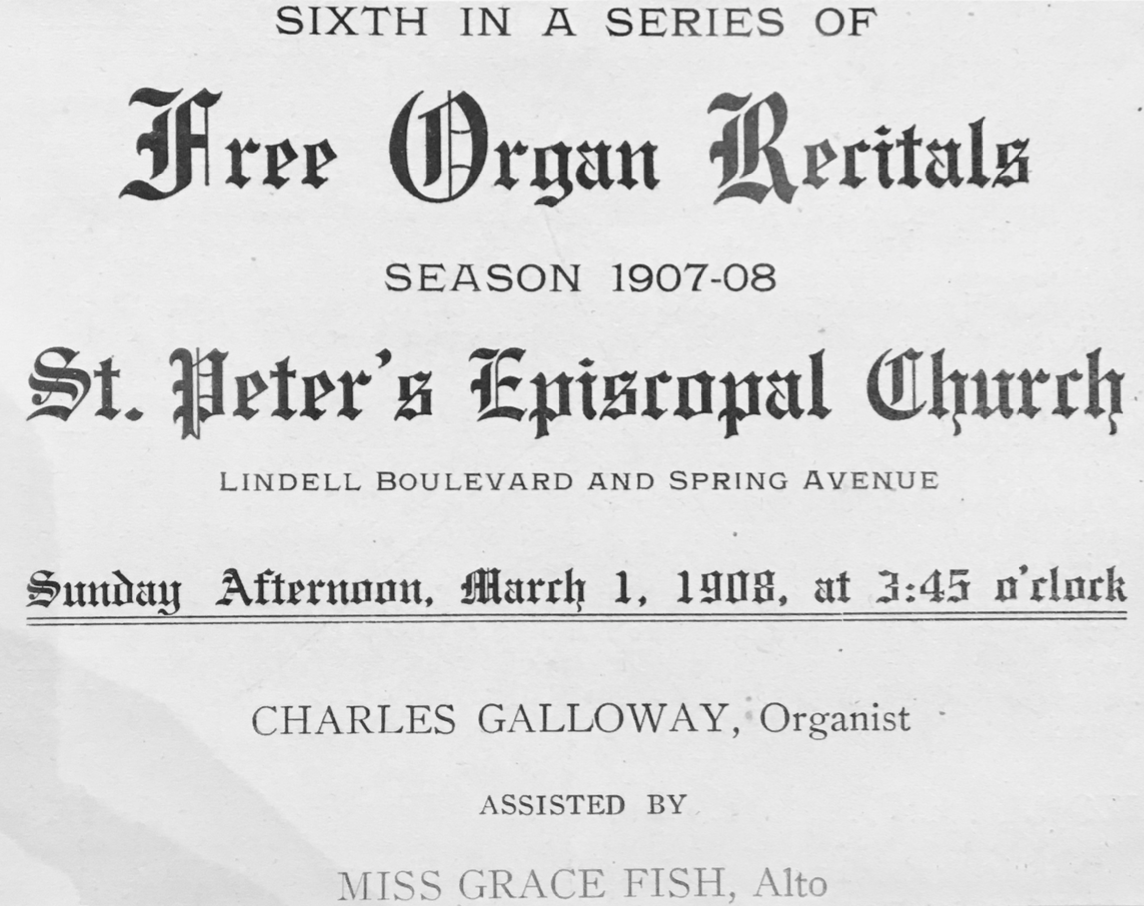 SIXTH IN A SERIES OF
Free Organ Recitals
SEASON 1907-08
St. Peter's Episcopal Church
LINDELL BOULEVARD AND SPRING AVENUE
Sunday Afternoon, March 1, 1908, at 3:45 o'clock
CHARLES GALLOWAY, Organist
ASSISTED BY
MISS GRACE FISH, Alto